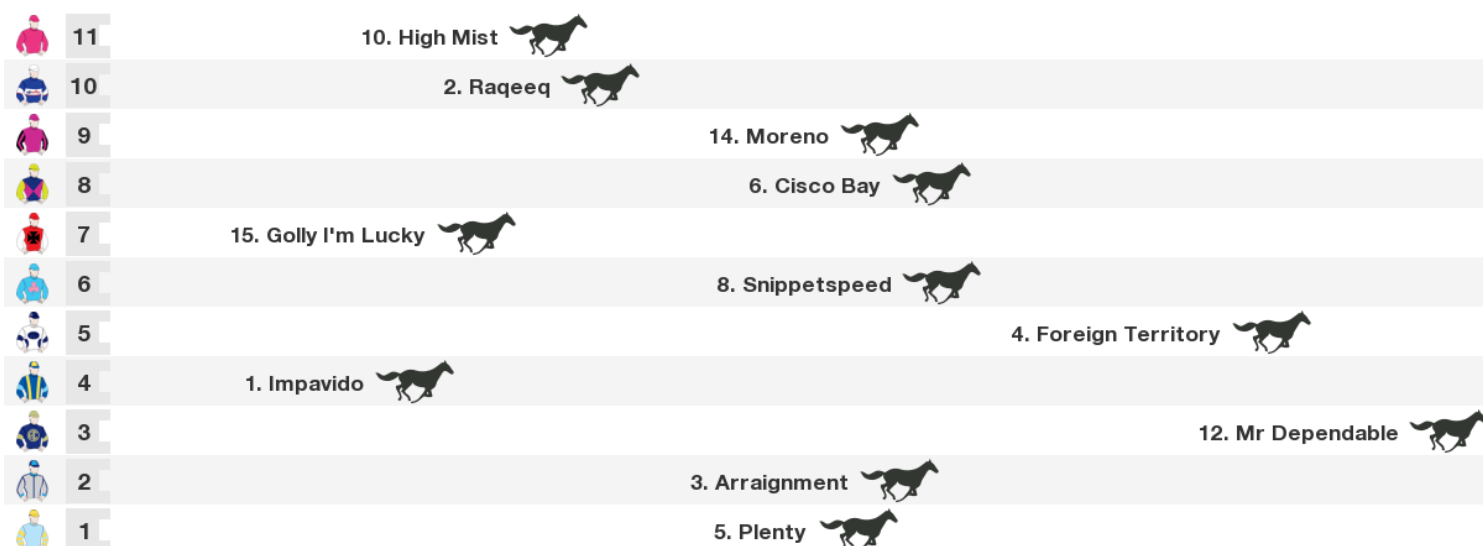 11 10. High Mist
10 2. Raqeeq
9 14. Moreno
8 6. Cisco Bay
7 15. Golly I'm Lucky
6 8. Snippetspeed
5 4. Foreign Territory
4 1. Impavido
3 12. Mr Dependable
2 3. Arraignment
1 5. Plenty